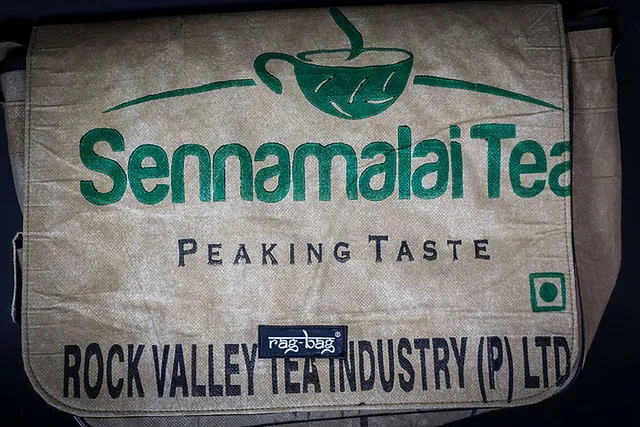 Sennamalai Tea
PEAKING TASTE
rag-bag®
ROCK VALLEY TEA INDUSTRY (P) LTD